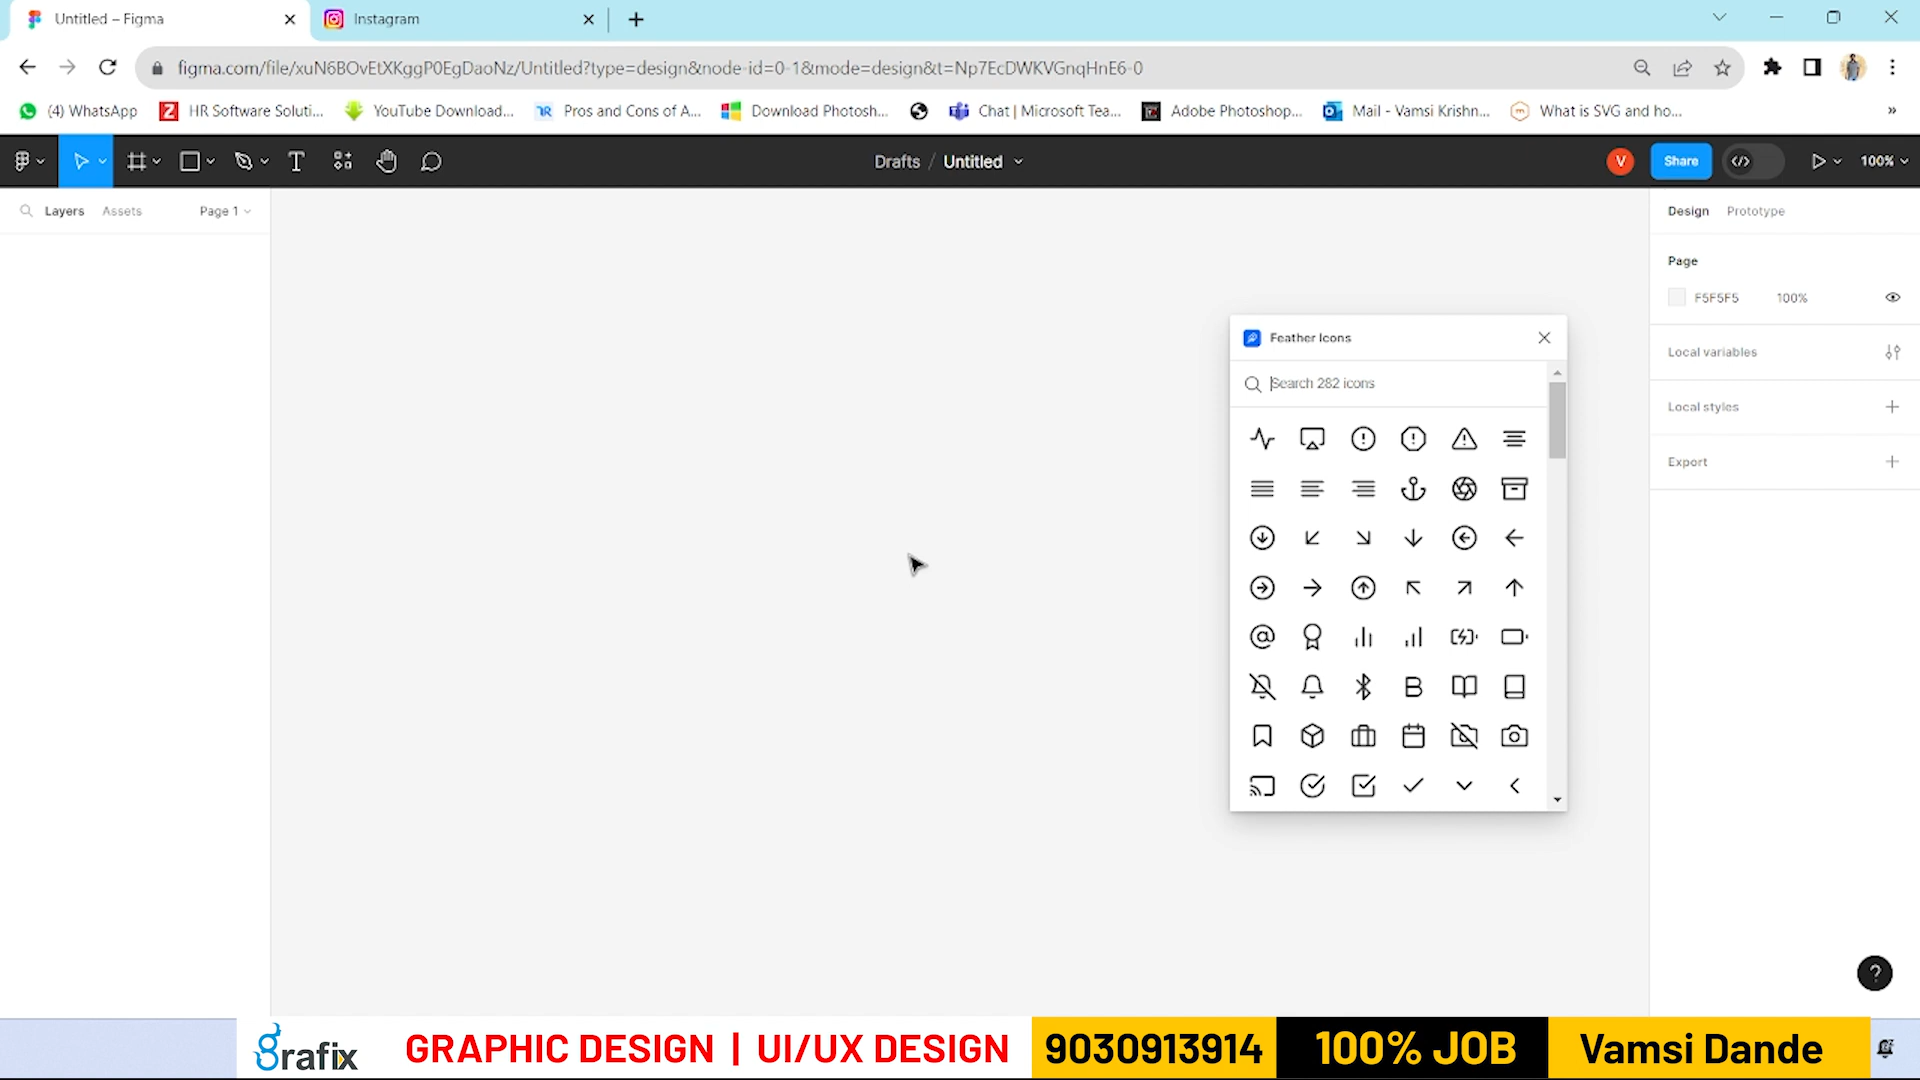 Untitled – Figma
Instagram
figma.com/file/xuN6BOvEtXKggP0EgDaoNz/Untitled?type=design&node-id=0-1&mode=design&t=Np7EcDWKVGnqHnE6-0
(4) WhatsApp
HR Software Soluti...
YouTube Download...
Pros and Cons of A...
Download Photosh...
Chat | Microsoft Tea...
Adobe Photoshop...
Mail - Vamsi Krishn...
What is SVG and ho...
»
Drafts / Untitled
V
Share
100%
Layers
Assets
Page 1
Design
Prototype
Page
F5F5F5
100%
Local variables
Local styles
Export
Feather Icons
Search 282 icons
?
grafix
GRAPHIC DESIGN | UI/UX DESIGN
9030913914
100% JOB
Vamsi Dande